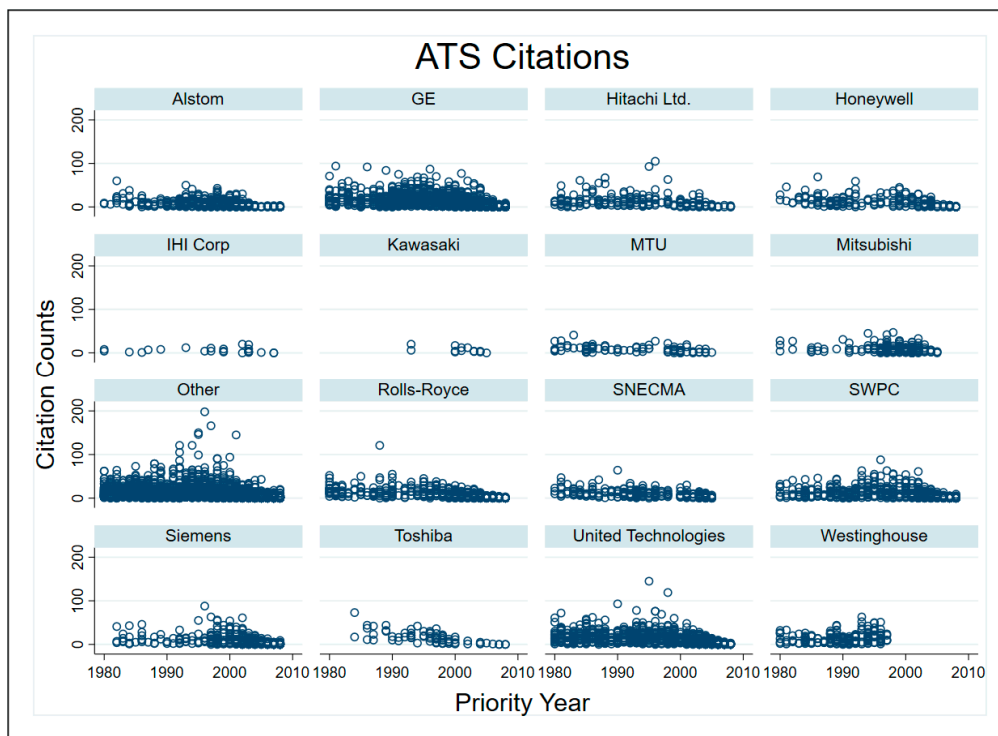 ATS Citations
Alstom GE Hitachi Ltd. Honeywell
200
100
0
IHI Corp Kawasaki MTU Mitsubishi
200
100
0
Citation Counts
Other Rolls-Royce SNECMA SWPC
200
100
0
Siemens Toshiba United Technologies Westinghouse
200
100
0
1980 1990 2000 2010 1980 1990 2000 2010 1980 1990 2000 2010 1980 1990 2000 2010
Priority Year